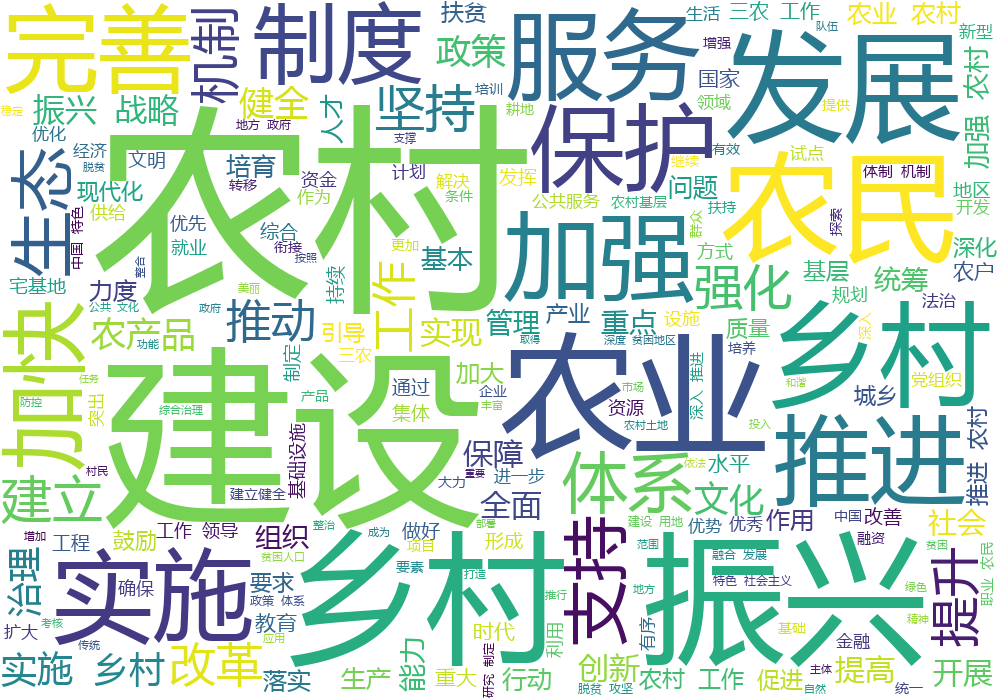 完善
机制
制度
扶贫
政策
服务
生活
三农 工作
队伍
农业 农村
增强
新型
振兴 战略
健全
坚持
培训
国家
发展
农村
稳定
优化
地方 政府
人才
支撑
耕地
领域
提供
加强
保护
农村
经济
脱贫
文明
培育
转移
资金
计划
解决
发挥
继续
有效
试点
体制 机制
生态
现代化
供给
作为
条件
公共服务
农村基层
问题
扶持
农民
地区
开发
中国 特色
优先
就业
综合
衔接
按照
更加
基本
加强
群众
方式
探索
深化
农户
宅基地
力度
整合
美丽
持续
工作
强化
基层
统筹
规划
法治
公共 文化
政府
推动
管理
产业
重点
设施
质量
深入
乡村
加快
农产品
功能
引导
三农
实现
取得
深度 贫困地区
培养
制定
任务
建设
产品
通过
加大
企业
农业
市场
深入 推进
和谐
党组织
防控
突出
综合治理
集体
丰富
资源
农村土地
投入
城乡
村民
基础设施
保障
进一步
体系
依法
水平
推进
推进 农村
建立
建立健全
大力
重要
全面
文化
增加
工程
鼓励
工作 领导
组织
整治
成为
做好
部署
支持
建设 用地
优势 优秀
作用
中国
改善
社会
治理
实施
贫困人口
乡村
项目
形成
范围
振兴
融合 发展
融资
贫困
提升
职业 农民
确保
要求
政策 体系
要素
打造
推行
地方
特色 社会主义
绿色
扩大
考核
传统
教育
应用
能力
时代
利用
有序
基础
金融
精神
实施 乡村
改革
落实
生产
重大
研究 制定
行动
创新
脱贫 攻坚
农村 工作
促进
主体
自然
提高
统一
开展